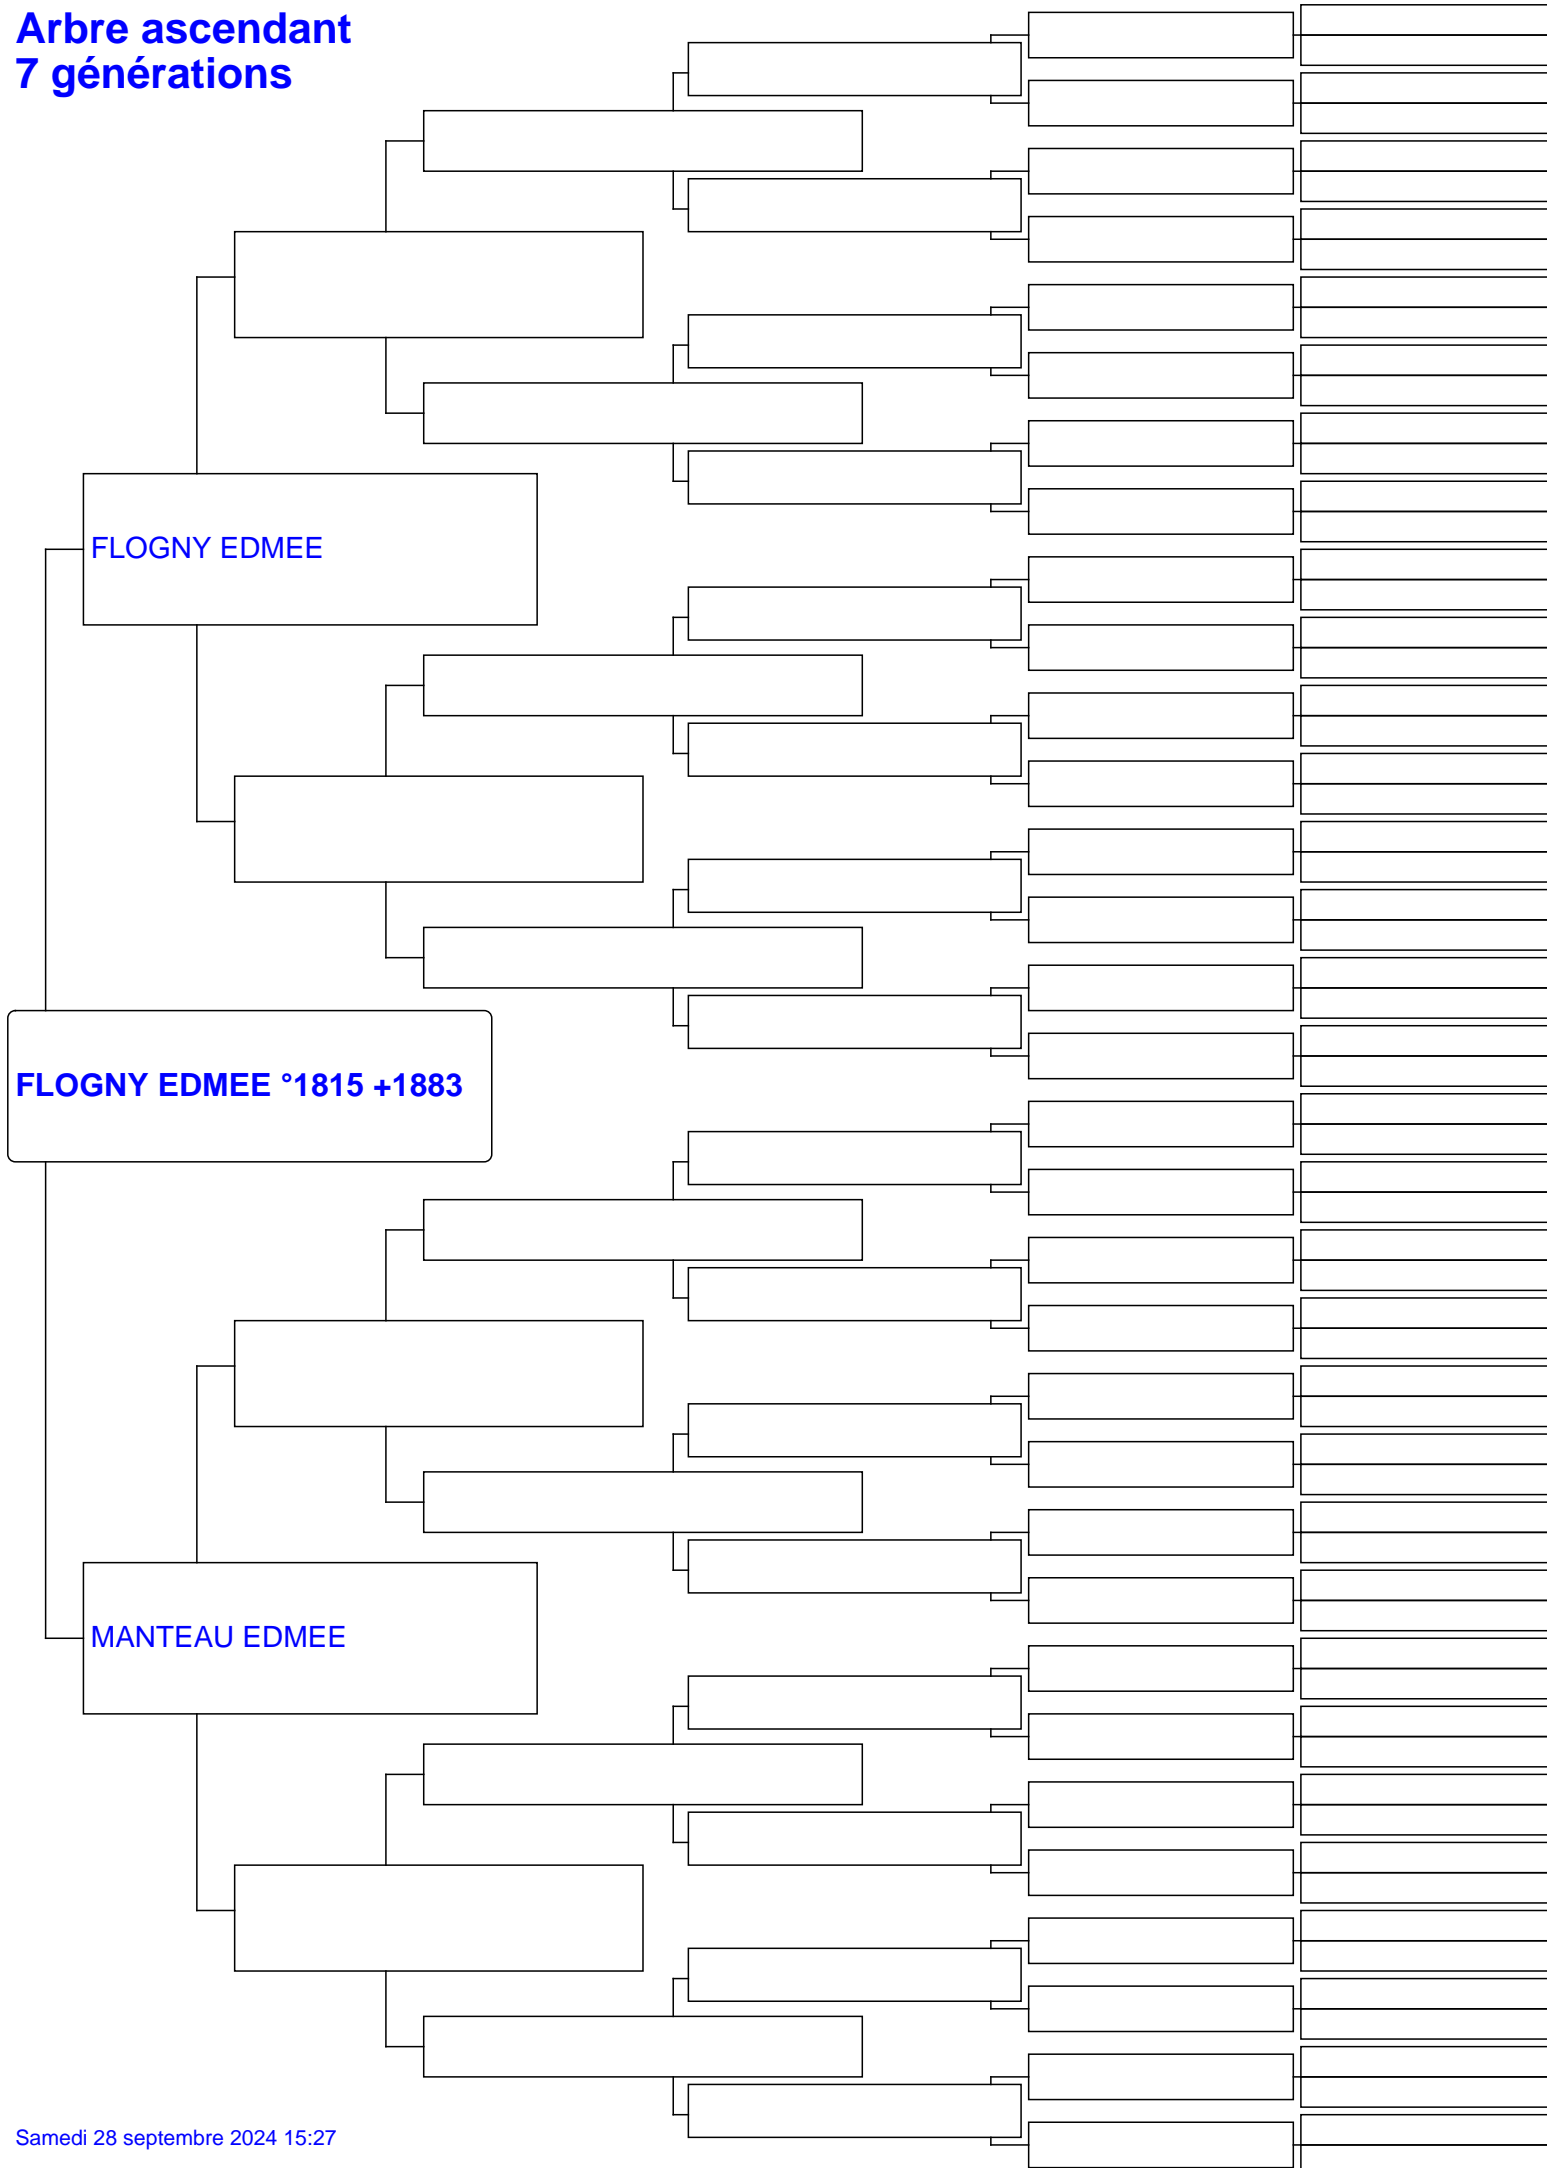 Arbre ascendant
7 générations
FLOGNY EDMEE
FLOGNY EDMEE °1815 +1883
MANTEAU EDMEE
Samedi 28 septembre 2024 15:27